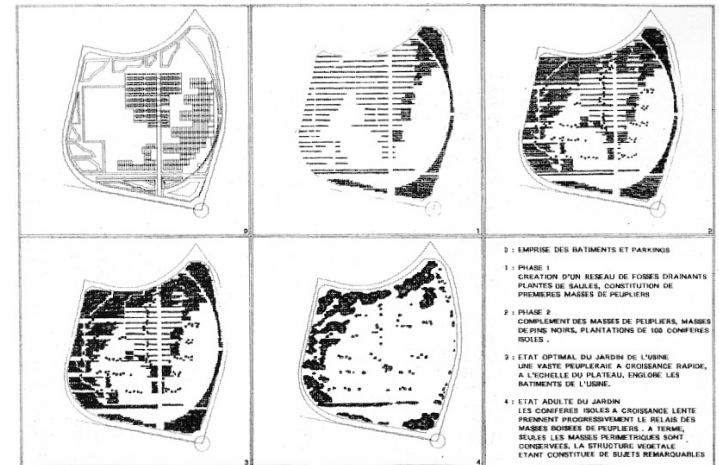 0
1
2
3
4
0 : EMPRISE DES BATIMENTS ET PARKINGS
1 : PHASE 1
CREATION D'UN RESEAU DE FOSSES DRAINANTS
PLANTES DE SAULES, CONSTITUTION DE
PREMIERES MASSES DE PEUPLIERS
2 : PHASE 2
COMPLEMENT DES MASSES DE PEUPLIERS, MASSES
DE PINS NOIRS, PLANTATIONS DE 100 CONIFERES
ISOLES .
3 : ETAT OPTIMAL DU JARDIN DE L'USINE
UNE VASTE PEUPLERAIE A CROISSANCE RAPIDE,
A L'ECHELLE DU PLATEAU, ENGLOBE LES
BATIMENTS DE L'USINE.
4 : ETAT ADULTE DU JARDIN
LES CONIFERES ISOLES A CROISSANCE LENTE
PRENNENT PROGRESSIVEMENT LE RELAIS DES
MASSES BOISEES DE PEUPLIERS . A TERME,
SEULES LES MASSES PERIMETRIQUES SONT
CONSERVEES, LA STRUCTURE VEGETALE
ETANT CONSTITUEE DE SUJETS REMARQUABLES